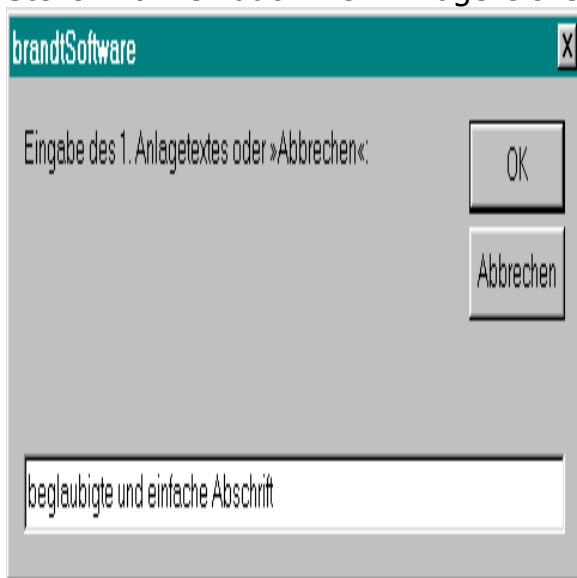 brandtSoftware
Eingabe des 1. Anlagetextes oder »Abbrechen«:
OK
Abbrechen
beglaubigte und einfache Abschrift